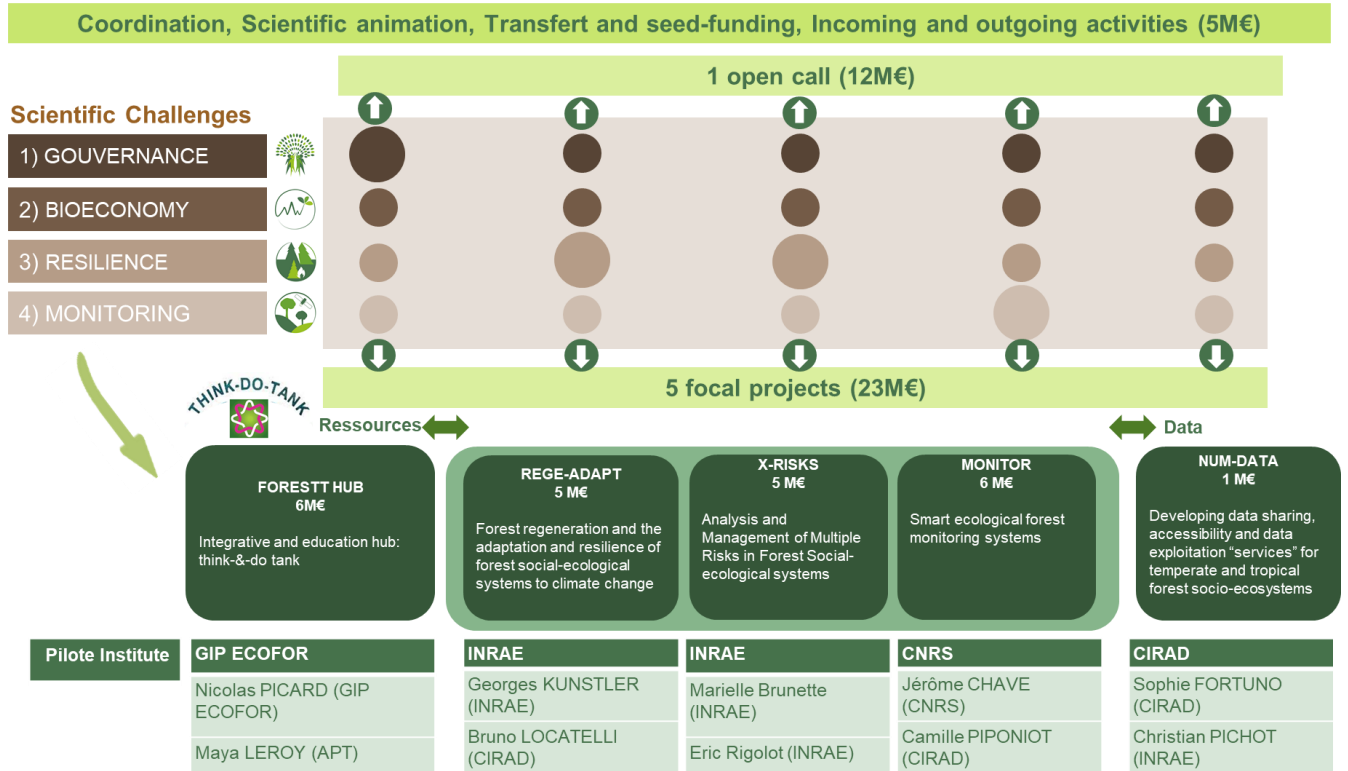 Coordination, Scientific animation, Transfert and seed-funding, Incoming and outgoing activities (5M€)
1 open call (12M€)
Scientific Challenges
1) GOUVERNANCE
2) BIOECONOMY
3) RESILIENCE
4) MONITORING
5 focal projects (23M€)
THINK-DO-TANK
Ressources
Data
FORESTT HUB
6M€
Integrative and education hub:
think-&-do tank
REGE-ADAPT
5 M€
Forest regeneration and the
adaptation and resilience of
forest social-ecological
systems to climate change
X-RISKS
5 M€
Analysis and
Management of Multiple
Risks in Forest Social-
ecological systems
MONITOR
6 M€
Smart ecological forest
monitoring systems
NUM-DATA
1 M€
Developing data sharing,
accessibility and data
exploitation “services” for
temperate and tropical
forest socio-ecosystems
Pilote Institute
GIP ECOFOR
Nicolas PICARD (GIP
ECOFOR)
Maya LEROY (APT)
INRAE
Georges KUNSTLER
(INRAE)
Bruno LOCATELLI
(CIRAD)
INRAE
Marielle Brunette
(INRAE)
Eric Rigolot (INRAE)
CNRS
Jérôme CHAVE
(CNRS)
Camille PIPONIOT
(CIRAD)
CIRAD
Sophie FORTUNO
(CIRAD)
Christian PICHOT
(INRAE)